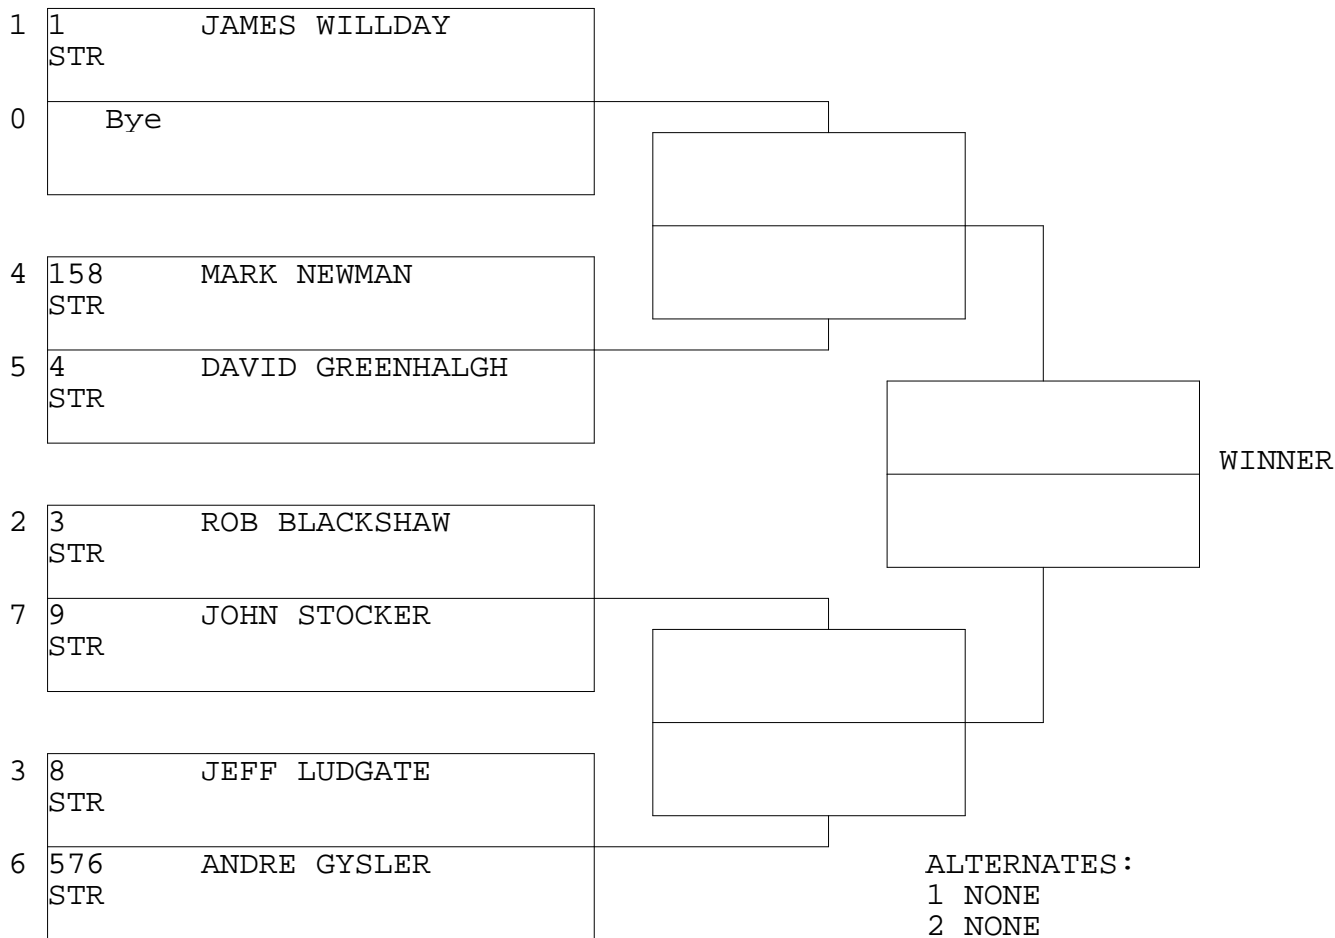 1 1 JAMES WILLDAY
STR
0 Bye
4 158 MARK NEWMAN
STR
5 4 DAVID GREENHALGH
STR
WINNER
2 3 ROB BLACKSHAW
STR
7 9 JOHN STOCKER
STR
3 8 JEFF LUDGATE
STR
6 576 ANDRE GYSLER
STR
ALTERNATES:
1 NONE
2 NONE